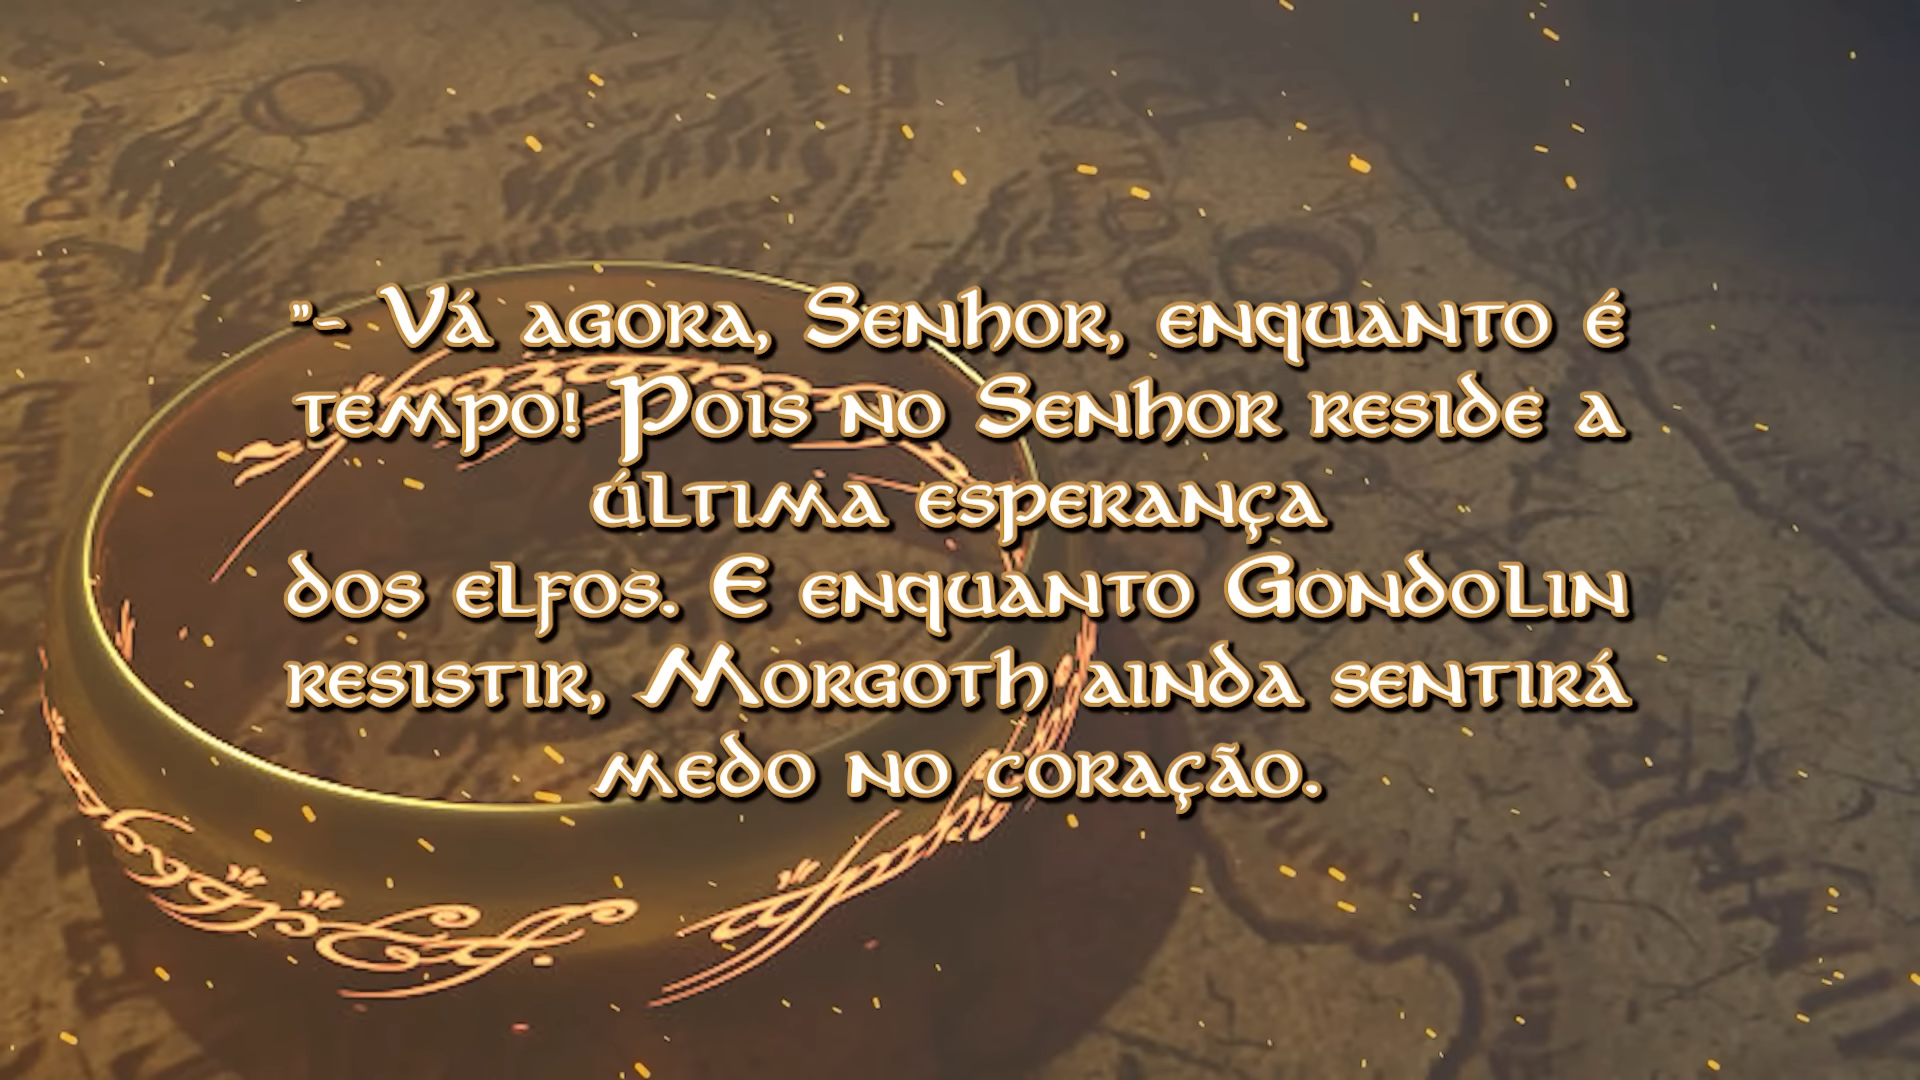 "- Vá agora, Senhor, enquanto é
tempo! Pois no Senhor reside a
última esperança
dos elfos. E enquanto Gondolin
resistir, Morgoth ainda sentirá
medo no coração.